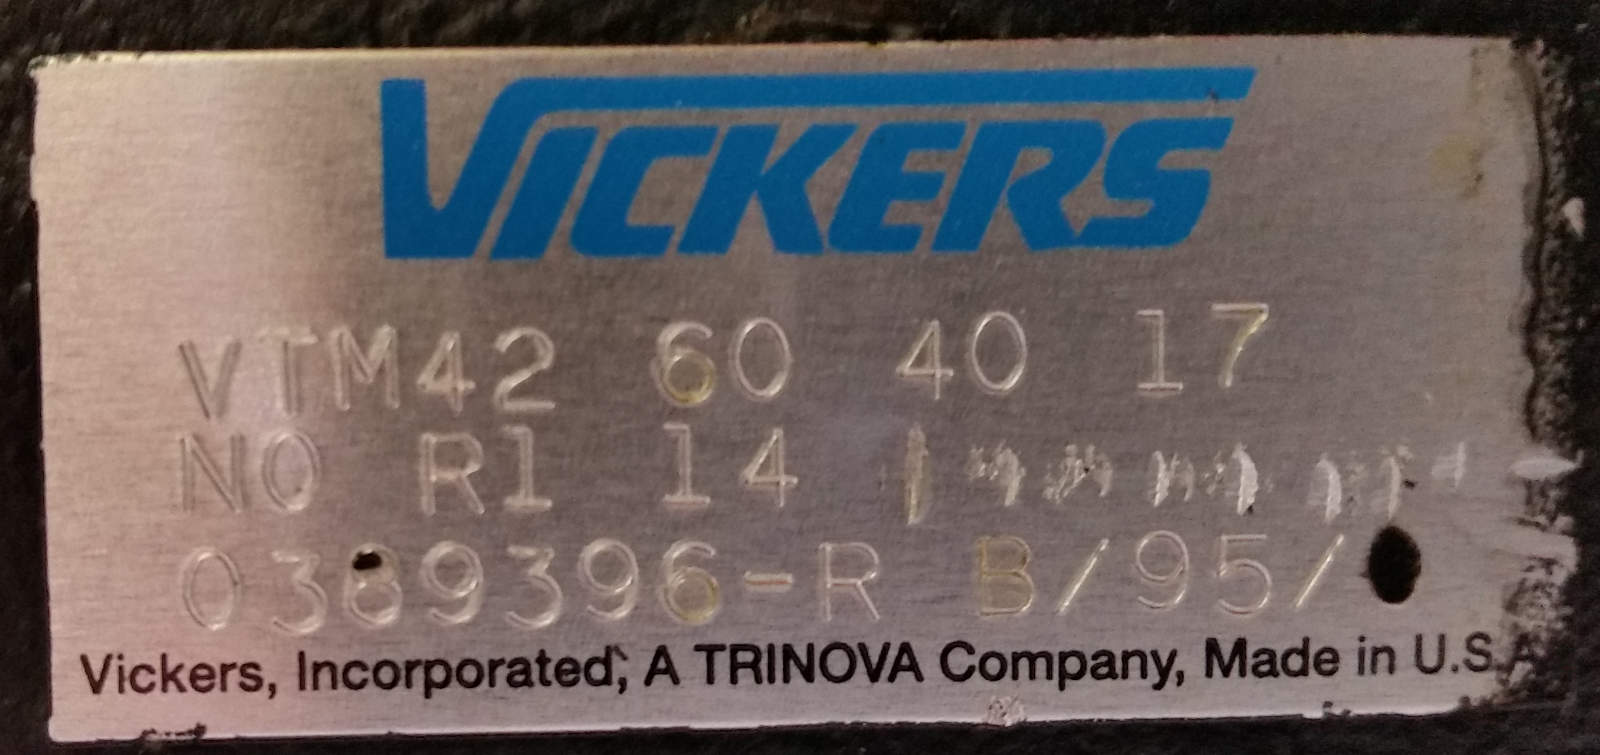 VICKERS
VTM42 60 40 17
NO R1 14
0389396-R B/95/
Vickers, Incorporated, A TRINOVA Company, Made in U.S.A